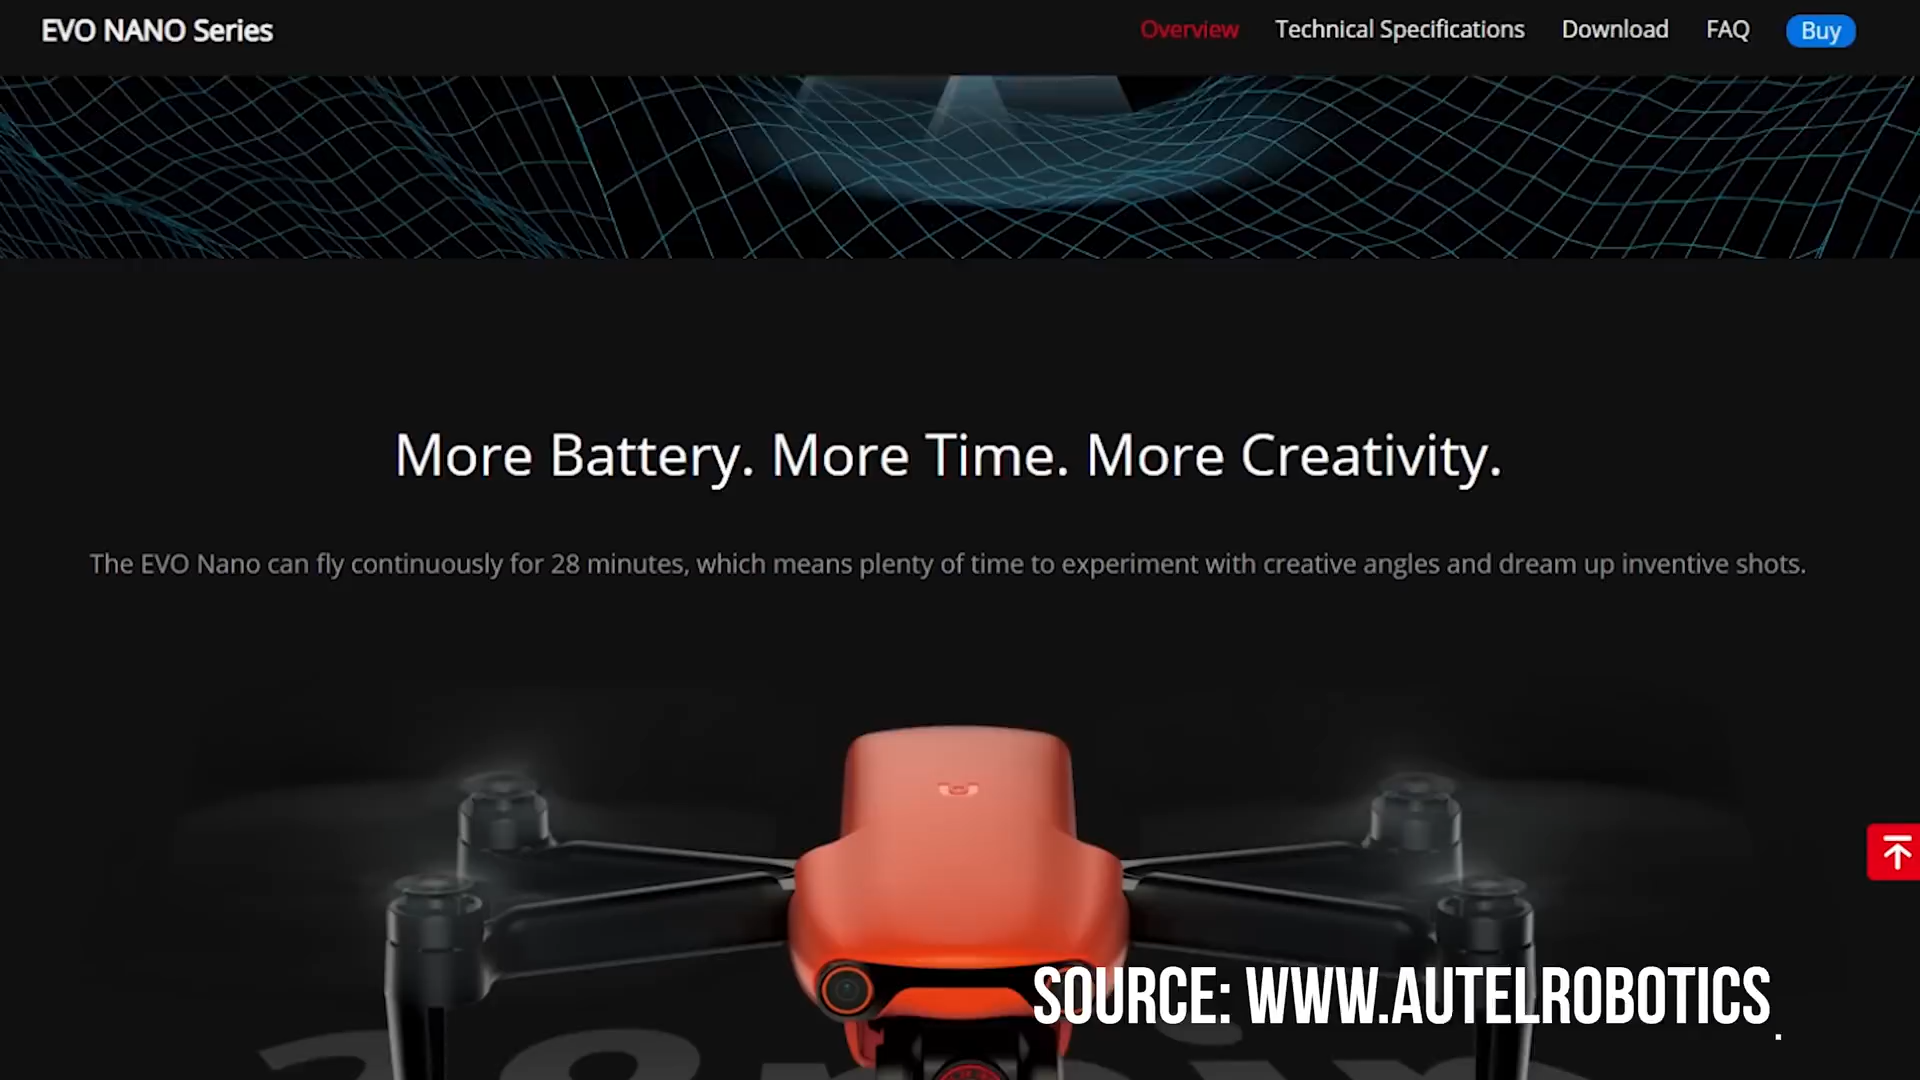 EVO NANO Series
Overview
Technical Specifications
Download
FAQ
Buy
More Battery. More Time. More Creativity.
The EVO Nano can fly continuously for 28 minutes, which means plenty of time to experiment with creative angles and dream up inventive shots.
SOURCE: WWW.AUTELROBOTICS.